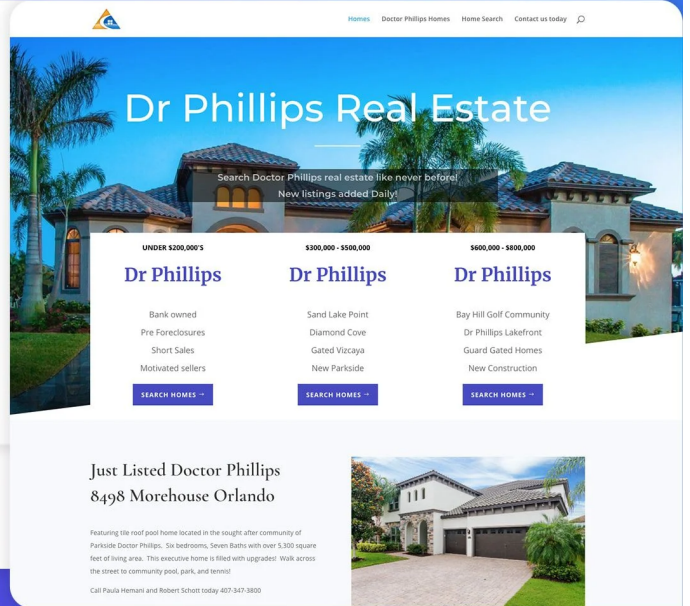 Homes Doctor Phillips Homes Home Search Contact us today
Dr Phillips Real Estate
Search Doctor Phillips real estate like never before!
New listings added Daily!
UNDER $200,000'S
Dr Phillips
Bank owned
Pre Foreclosures
Short Sales
Motivated sellers
SEARCH HOMES →
$300,000 - $500,000
Dr Phillips
Sand Lake Point
Diamond Cove
Gated Vizcaya
New Parkside
SEARCH HOMES →
$600,000 - $800,000
Dr Phillips
Bay Hill Golf Community
Dr Phillips Lakefront
Guard Gated Homes
New Construction
SEARCH HOMES →
Just Listed Doctor Phillips
8498 Morehouse Orlando
Featuring tile roof pool home located in the sought after community of
Parkside Doctor Phillips. Six bedrooms, Seven Baths with over 5,300 square
feet of living area. This executive home is filled with upgrades! Walk across
the street to community pool, park, and tennis!
Call Paula Hemani and Robert Schott today 407-347-3800